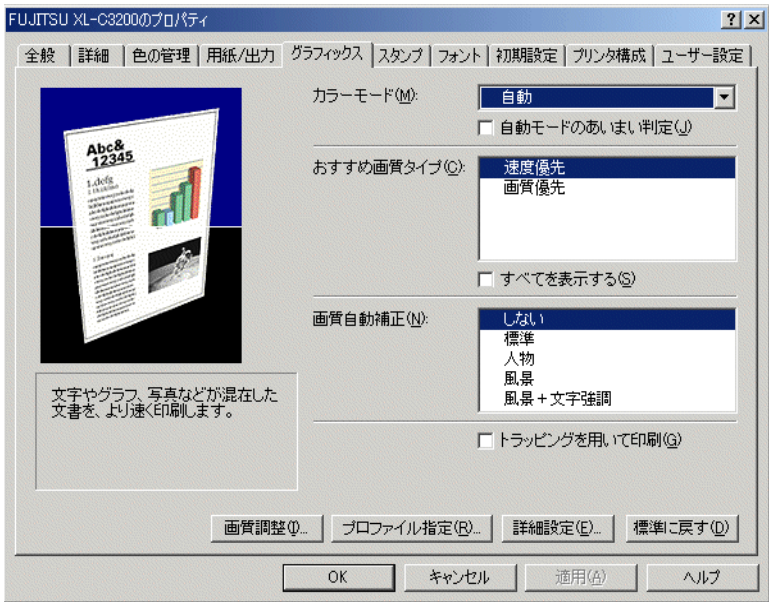 FUJITSU XL-C3200のプロパティ
全般 詳細 色の管理 用紙/出力 グラフィックス スタンプ フォント 初期設定 プリンタ構成 ユーザー設定
カラーモード(M): 自動
自動モードのあいまい判定(J)
おすすめ画質タイプ(C): 速度優先
画質優先
すべてを表示する(S)
画質自動補正(N): しない
標準
人物
風景
風景+文字強調
トラッピングを用いて印刷(G)
Abc&
12345
1.defg
文字やグラフ、写真などが混在した
文書を、より速く印刷します。
画質調整(I)... プロファイル指定(R)... 詳細設定(E)... 標準に戻す(D)
OK キャンセル 適用(A) ヘルプ